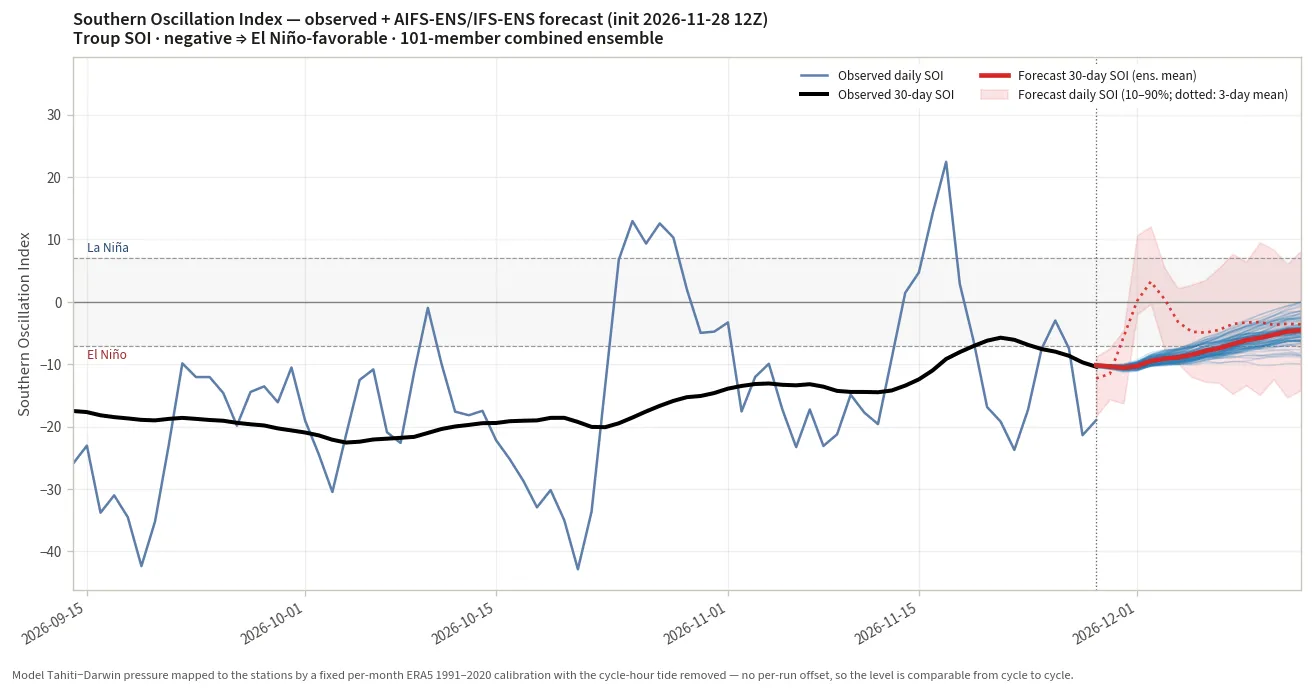 Southern Oscillation Index — observed + AIFS-ENS/IFS-ENS forecast (init 2026-11-28 12Z)
Troup SOI · negative ⇒ El Niño-favorable · 101-member combined ensemble
Observed daily SOI
Observed 30-day SOI
Forecast 30-day SOI (ens. mean)
Forecast daily SOI (10–90%; dotted: 3-day mean)
Southern Oscillation Index
30
20
10
0
−10
−20
−30
−40
La Niña
El Niño
2026-09-15
2026-10-01
2026-10-15
2026-11-01
2026-11-15
2026-12-01
Model Tahiti−Darwin pressure mapped to the stations by a fixed per-month ERA5 1991–2020 calibration with the cycle-hour tide removed — no per-run offset, so the level is comparable from cycle to cycle.